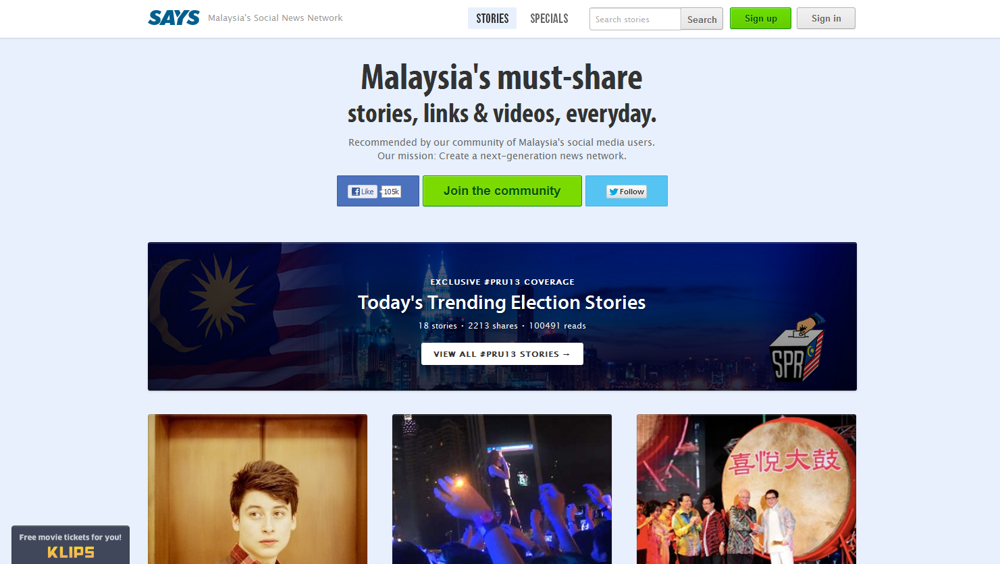 SAYS
Malaysia's Social News Network
STORIES
SPECIALS
Search stories
Search
Sign up
Sign in
Malaysia's must-share
stories, links & videos, everyday.
Recommended by our community of Malaysia's social media users.
Our mission: Create a next-generation news network.
Like
105k
Join the community
Follow
EXCLUSIVE #PRU13 COVERAGE
Today's Trending Election Stories
18 stories · 2213 shares · 100491 reads
VIEW ALL #PRU13 STORIES →
SPR
喜悦大鼓
Free movie tickets for you!
KLIPS